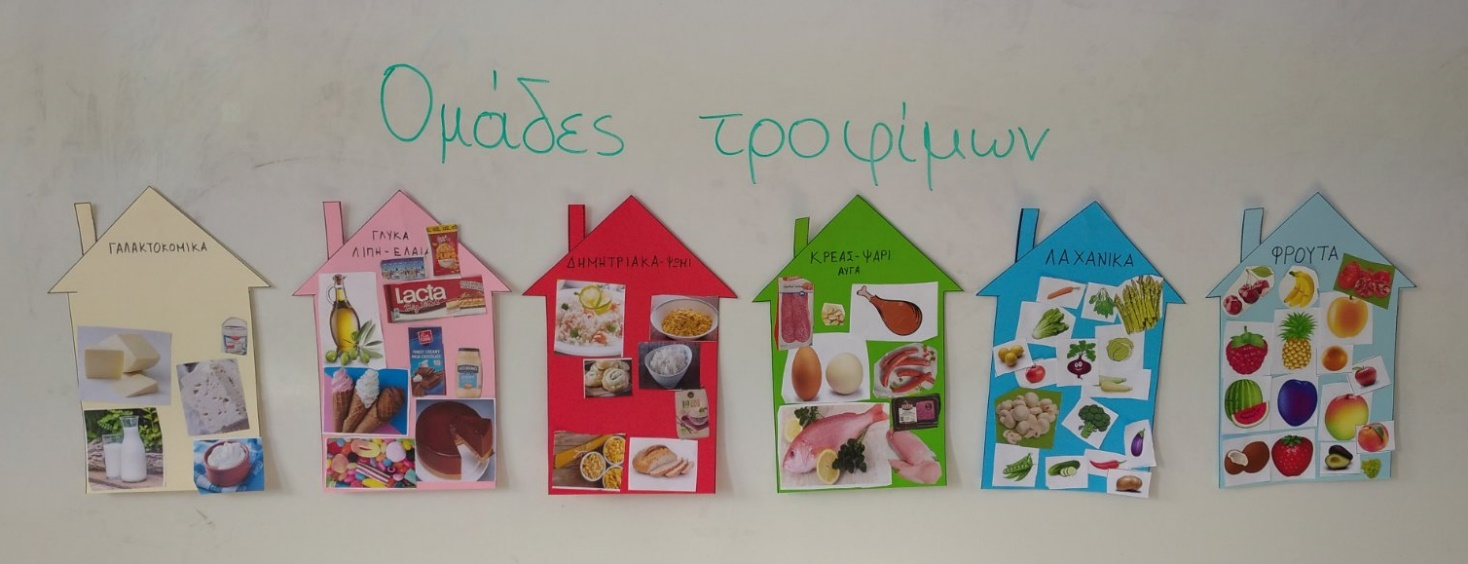 Ομάδες τροφίμων
ΓΑΛΑΚΤΟΚΟΜΙΚΑ
ΓΛΥΚΑ
ΛΙΠΗ-ΕΛΑΙΑ
Lacta
ΔΗΜΗΤΡΙΑΚΑ-ΨΩΜΙ
ΚΡΕΑΣ-ΨΑΡΙ
ΑΥΓΑ
ΛΑΧΑΝΙΚΑ
ΦΡΟΥΤΑ